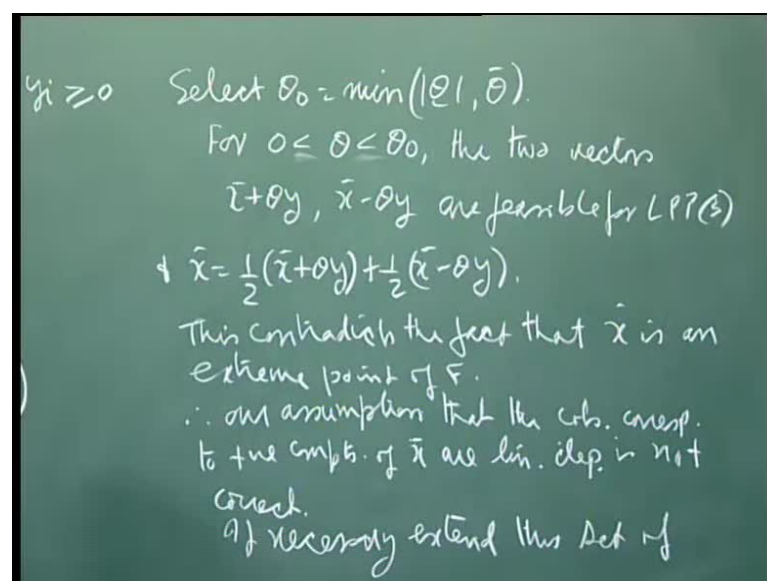 yi ≥ 0 Select θ₀ = min(|θ̲|, θ̄).
For 0 ≤ θ ≤ θ₀, the two vectors
x̄+θy, x̄-θy are feasible for LPP(3)
& x̄ = 1/2(x̄+θy) + 1/2(x̄-θy).
This contradicts the fact that x̄ is an
extreme point of F.
∴ our assumption that the cols. corresp.
to +ve compts. of x̄ are lin. dep. is not
correct.
If necessary extend this set of